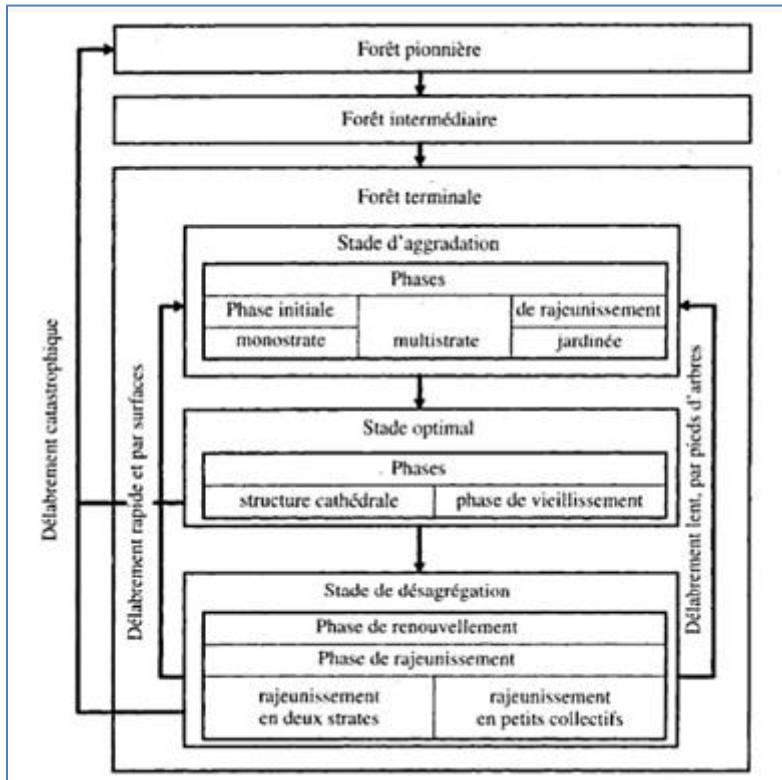 Forêt pionnière
Forêt intermédiaire
Forêt terminale
Stade d'aggradation
Phases
Phase initiale
de rajeunissement
monostrate
multistrate
jardinée
Stade optimal
Phases
structure cathédrale
phase de vieillissement
Stade de désagrégation
Phase de renouvellement
Phase de rajeunissement
rajeunissement
en deux strates
rajeunissement
en petits collectifs
Délabrement catastrophique
Délabrement rapide et par surfaces
Délabrement lent, par pieds d'arbres